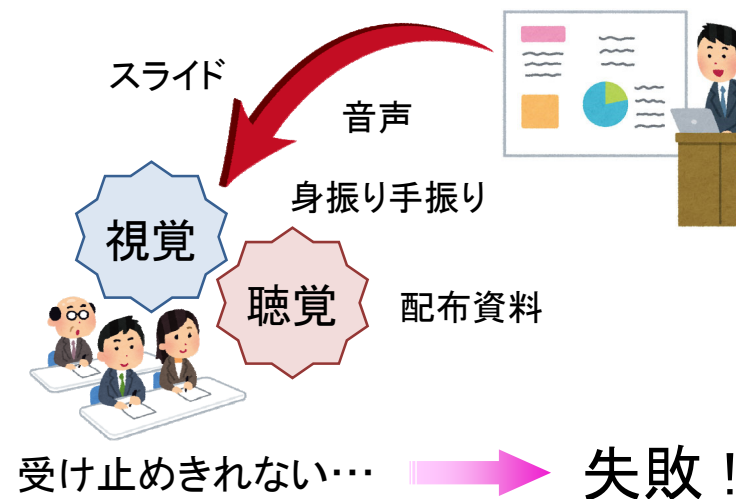 スライド
音声
身振り手振り
視覚
聴覚
配布資料
受け止めきれない…
失敗！